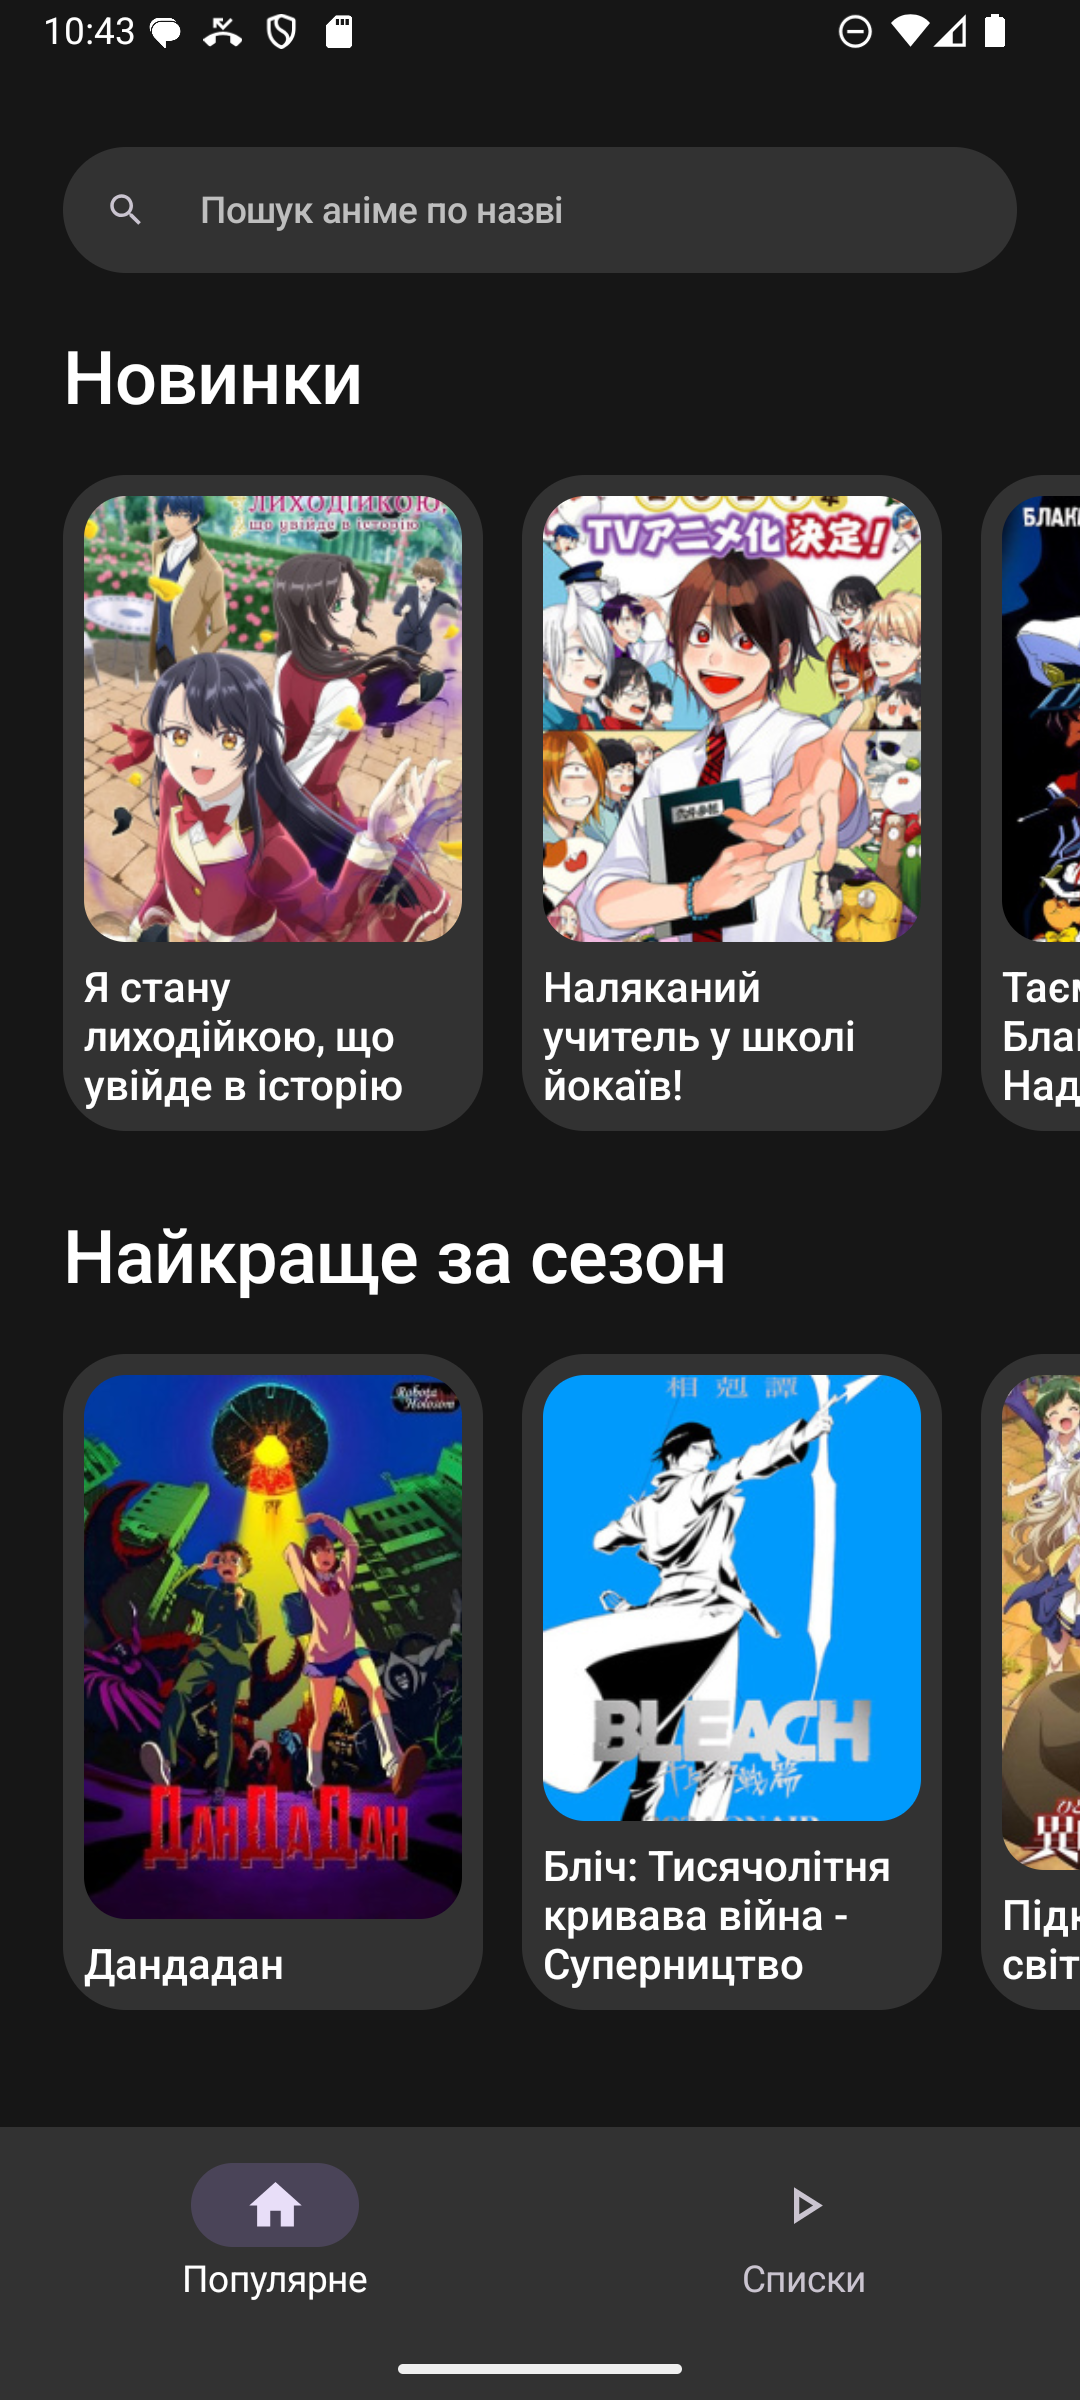 10:43
Пошук аніме по назві
Новинки
ЛИХОДІЙКОЮ,
що увійде в історію
TVアニメ化 決定!
БЛАК
Я стану
лиходійкою, що
увійде в історію
Наляканий
учитель у школі
йокаїв!
Таєм
Блак
Над
Найкраще за сезон
Robota
Holosom
ДАНДАДАН
相 剋 譚
BLEACH
Дандадан
Бліч: Тисячолітня
кривава війна -
Суперництво
Підк
світ
Популярне
Списки